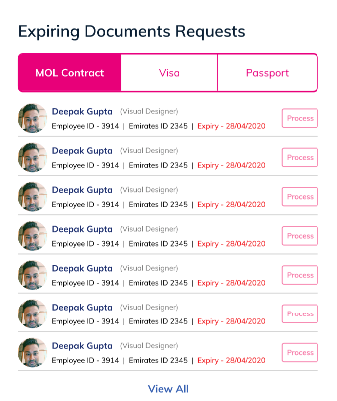 Expiring Documents Requests
MOL Contract Visa Passport
Deepak Gupta (Visual Designer)
Employee ID - 3914 | Emirates ID 2345 | Expiry - 28/04/2020
Process
Deepak Gupta (Visual Designer)
Employee ID - 3914 | Emirates ID 2345 | Expiry - 28/04/2020
Process
Deepak Gupta (Visual Designer)
Employee ID - 3914 | Emirates ID 2345 | Expiry - 28/04/2020
Process
Deepak Gupta (Visual Designer)
Employee ID - 3914 | Emirates ID 2345 | Expiry - 28/04/2020
Process
Deepak Gupta (Visual Designer)
Employee ID - 3914 | Emirates ID 2345 | Expiry - 28/04/2020
Process
Deepak Gupta (Visual Designer)
Employee ID - 3914 | Emirates ID 2345 | Expiry - 28/04/2020
Process
Deepak Gupta (Visual Designer)
Employee ID - 3914 | Emirates ID 2345 | Expiry - 28/04/2020
Process
View All